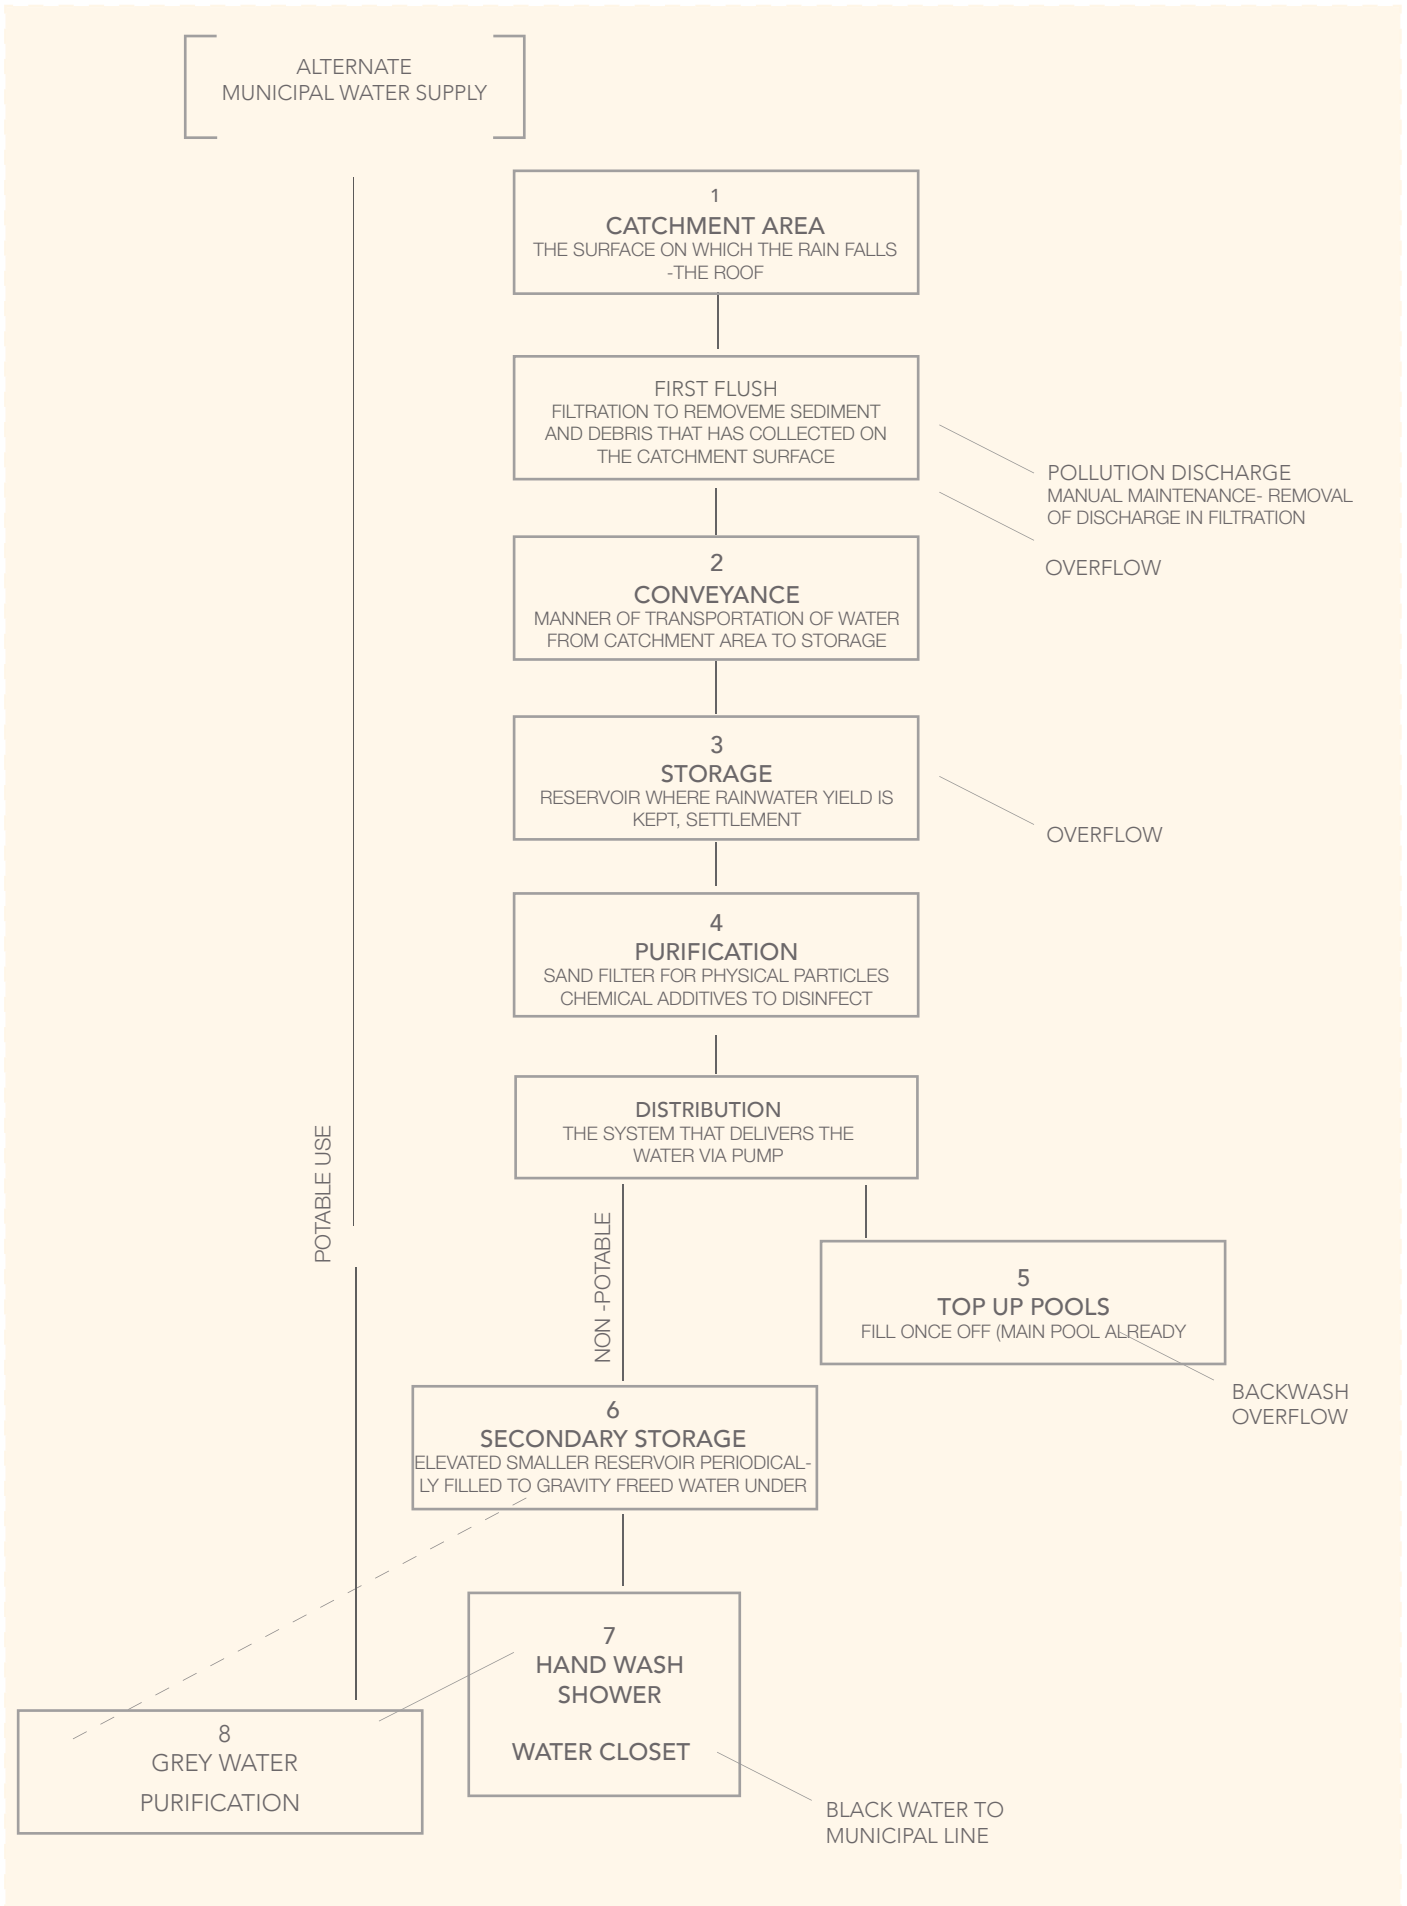 ALTERNATE
MUNICIPAL WATER SUPPLY
1
CATCHMENT AREA
THE SURFACE ON WHICH THE RAIN FALLS
-THE ROOF
FIRST FLUSH
FILTRATION TO REMOVEME SEDIMENT
AND DEBRIS THAT HAS COLLECTED ON
THE CATCHMENT SURFACE
POLLUTION DISCHARGE
MANUAL MAINTENANCE- REMOVAL
OF DISCHARGE IN FILTRATION
OVERFLOW
2
CONVEYANCE
MANNER OF TRANSPORTATION OF WATER
FROM CATCHMENT AREA TO STORAGE
3
STORAGE
RESERVOIR WHERE RAINWATER YIELD IS
KEPT, SETTLEMENT
OVERFLOW
4
PURIFICATION
SAND FILTER FOR PHYSICAL PARTICLES
CHEMICAL ADDITIVES TO DISINFECT
DISTRIBUTION
THE SYSTEM THAT DELIVERS THE
WATER VIA PUMP
POTABLE USE
NON -POTABLE
5
TOP UP POOLS
FILL ONCE OFF (MAIN POOL ALREADY
BACKWASH
OVERFLOW
6
SECONDARY STORAGE
ELEVATED SMALLER RESERVOIR PERIODICAL-
LY FILLED TO GRAVITY FREED WATER UNDER
7
HAND WASH
SHOWER
WATER CLOSET
8
GREY WATER
PURIFICATION
BLACK WATER TO
MUNICIPAL LINE